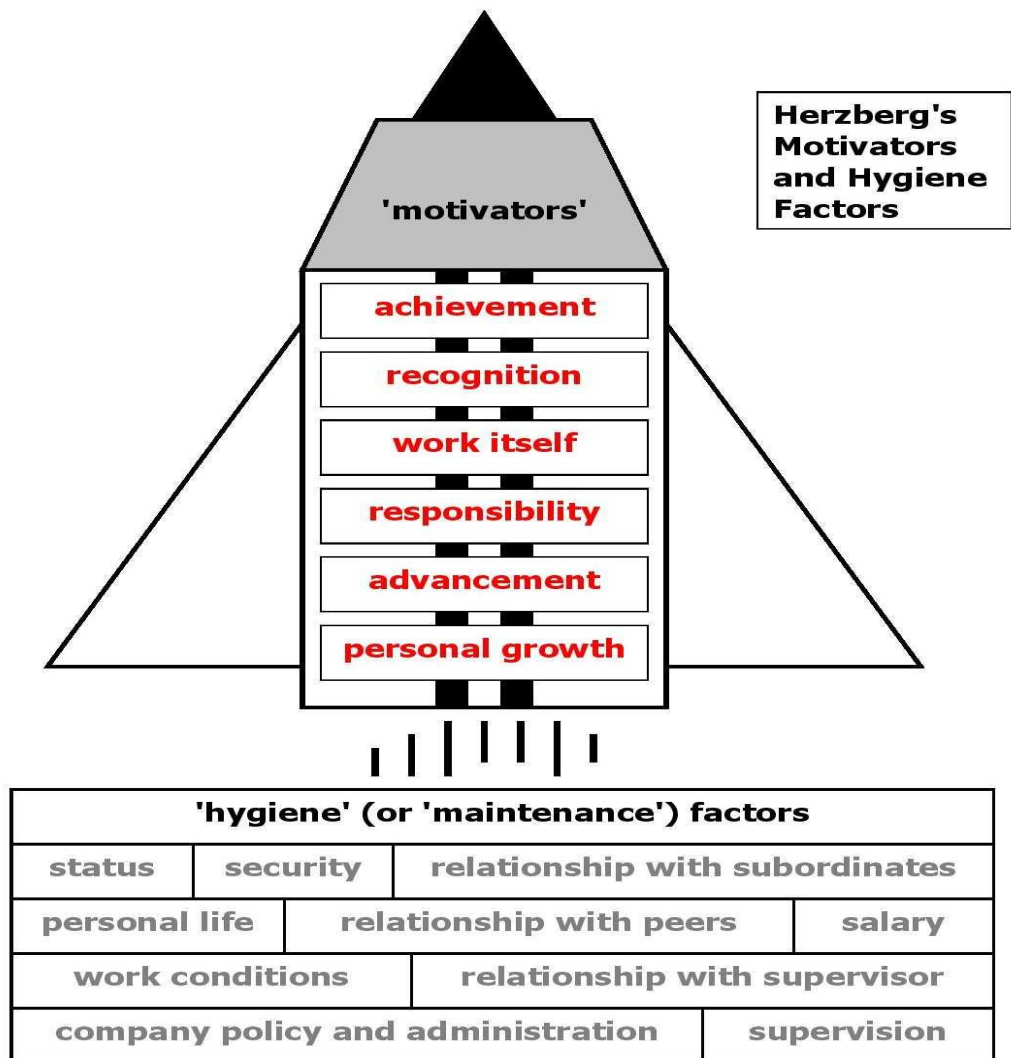 Herzberg's
Motivators
and Hygiene
Factors
'motivators'
achievement
recognition
work itself
responsibility
advancement
personal growth
'hygiene' (or 'maintenance') factors
status security relationship with subordinates
personal life relationship with peers salary
work conditions relationship with supervisor
company policy and administration supervision